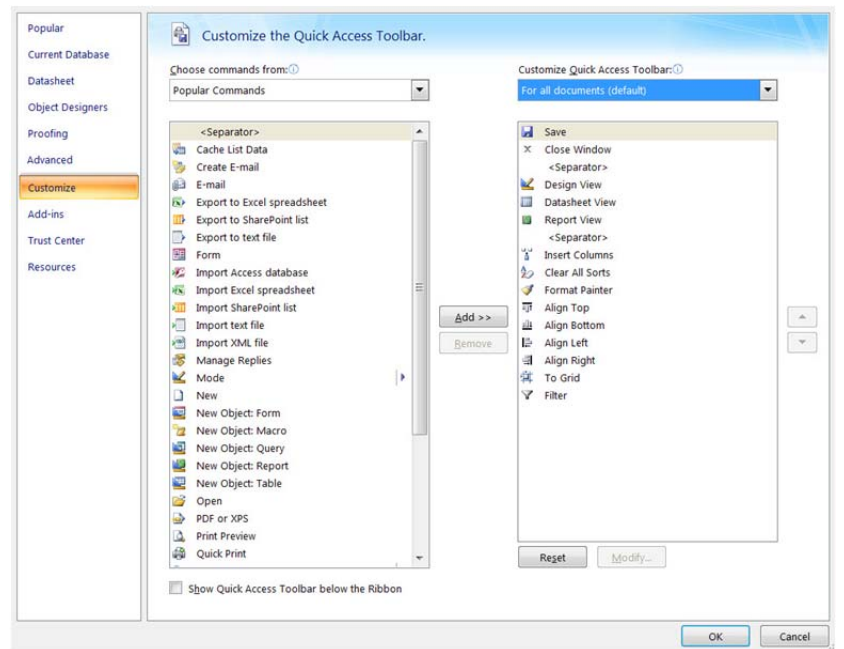 Popular
Current Database
Datasheet
Object Designers
Proofing
Advanced
Customize
Add-ins
Trust Center
Resources
Customize the Quick Access Toolbar.
Choose commands from:
Popular Commands
<Separator>
Cache List Data
Create E-mail
E-mail
Export to Excel spreadsheet
Export to SharePoint list
Export to text file
Form
Import Access database
Import Excel spreadsheet
Import SharePoint list
Import text file
Import XML file
Manage Replies
Mode
New
New Object: Form
New Object: Macro
New Object: Query
New Object: Report
New Object: Table
Open
PDF or XPS
Print Preview
Quick Print
Show Quick Access Toolbar below the Ribbon
Add >>
Remove
Customize Quick Access Toolbar:
For all documents (default)
Save
Close Window
<Separator>
Design View
Datasheet View
Report View
<Separator>
Insert Columns
Clear All Sorts
Format Painter
Align Top
Align Bottom
Align Left
Align Right
To Grid
Filter
Reset
Modify...
OK
Cancel